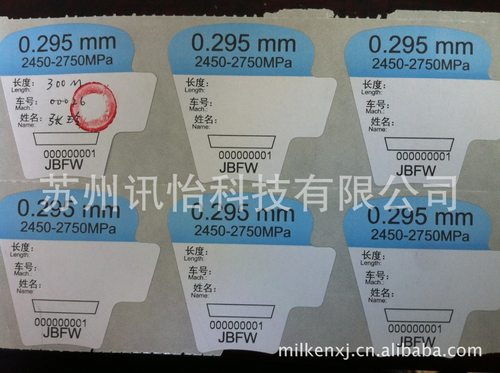 0.295 mm
2450-2750MPa
长度: 300M
Length:
车号: 00026
Mach.:
姓名:
Name:
000000001
JBFW
0.295 mm
2450-2750MPa
长度:
Length:
车号:
Mach.:
姓名:
Name:
000000001
JBFW
0.295 mm
2450-2750MPa
长度:
Length:
车号:
Mach.:
姓名:
Name:
000000001
JBFW
苏州讯怡科技有限公司
0.295 mm
2450-2750MPa
长度:
Length:
车号:
Mach.:
姓名:
Name:
000000001
JBFW
0.295 mm
2450-2750MPa
长度:
Length:
车号:
Mach.:
姓名:
Name:
000000001
JBFW
0.295 mm
2450-2750MPa
长度:
Length:
车号:
Mach.:
姓名:
Name:
000000001
JBFW
milkenxj.cn.alibaba.com